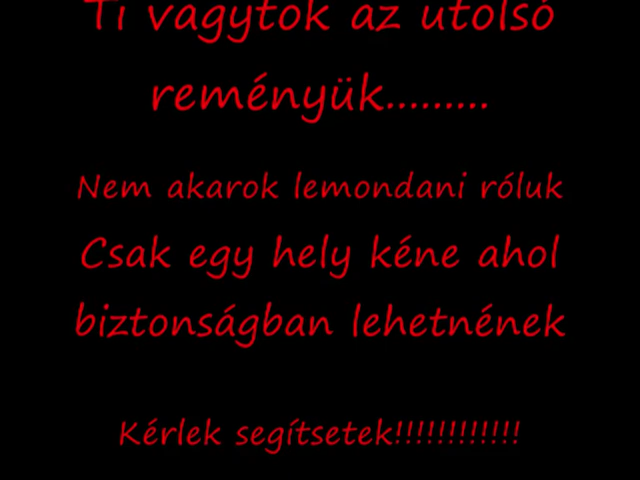 Ti vagytok az utolsó
reményük.........
Nem akarok lemondani róluk
Csak egy hely kéne ahol
biztonságban lehetnének
Kérlek segítsetek!!!!!!!!!!!!